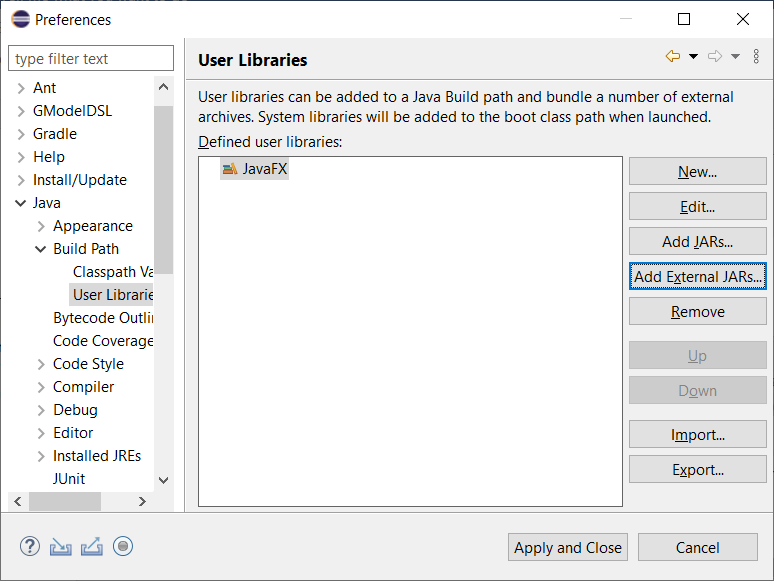 Preferences
type filter text
Ant
GModelDSL
Gradle
Help
Install/Update
Java
Appearance
Build Path
Classpath Va
User Librarie
Bytecode Outli
Code Coverage
Code Style
Compiler
Debug
Editor
Installed JREs
JUnit
User Libraries
User libraries can be added to a Java Build path and bundle a number of external
archives. System libraries will be added to the boot class path when launched.
Defined user libraries:
JavaFX
New...
Edit...
Add JARs...
Add External JARs...
Remove
Up
Down
Import...
Export...
Apply and Close
Cancel